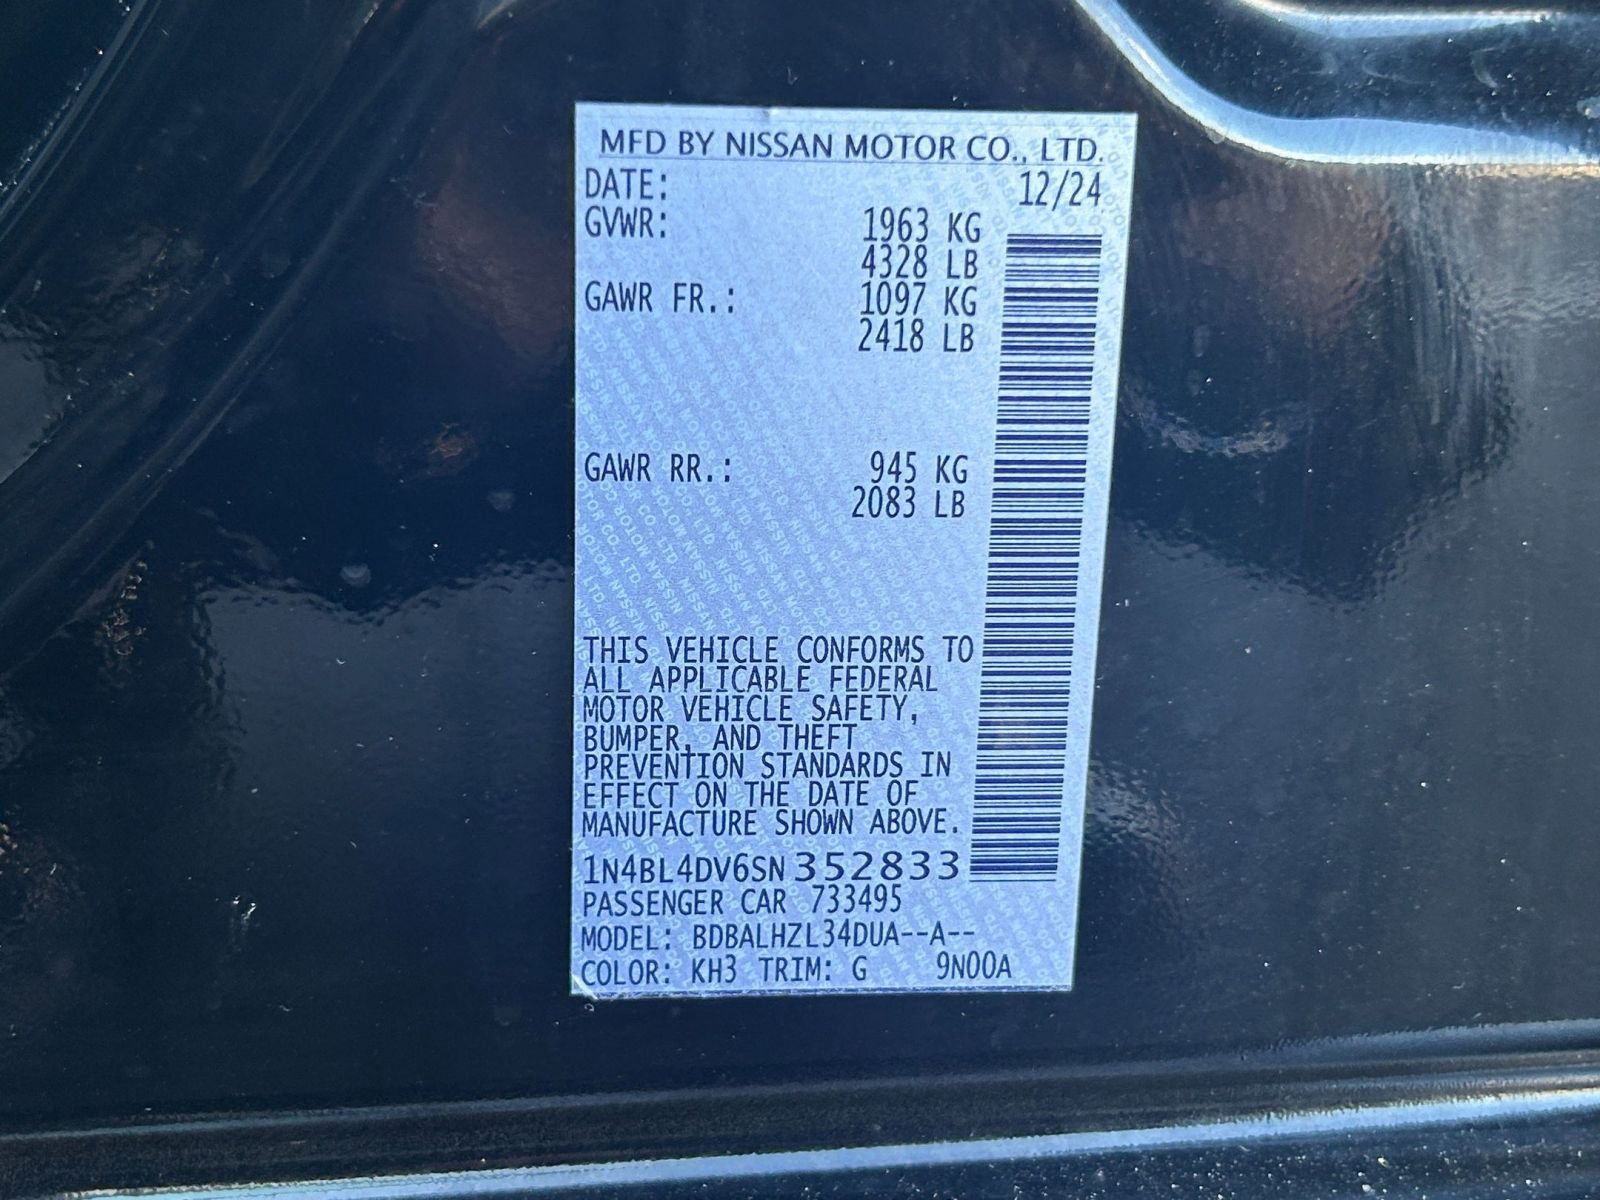 MFD BY NISSAN MOTOR CO., LTD.
DATE: 12/24
GVWR: 1963 KG
4328 LB
GAWR FR.: 1097 KG
2418 LB
GAWR RR.: 945 KG
2083 LB
THIS VEHICLE CONFORMS TO
ALL APPLICABLE FEDERAL
MOTOR VEHICLE SAFETY,
BUMPER, AND THEFT
PREVENTION STANDARDS IN
EFFECT ON THE DATE OF
MANUFACTURE SHOWN ABOVE.
1N4BL4DV6SN352833
PASSENGER CAR 733495
MODEL: BDBALHZL34DUA--A--
COLOR: KH3 TRIM: G 9N00A